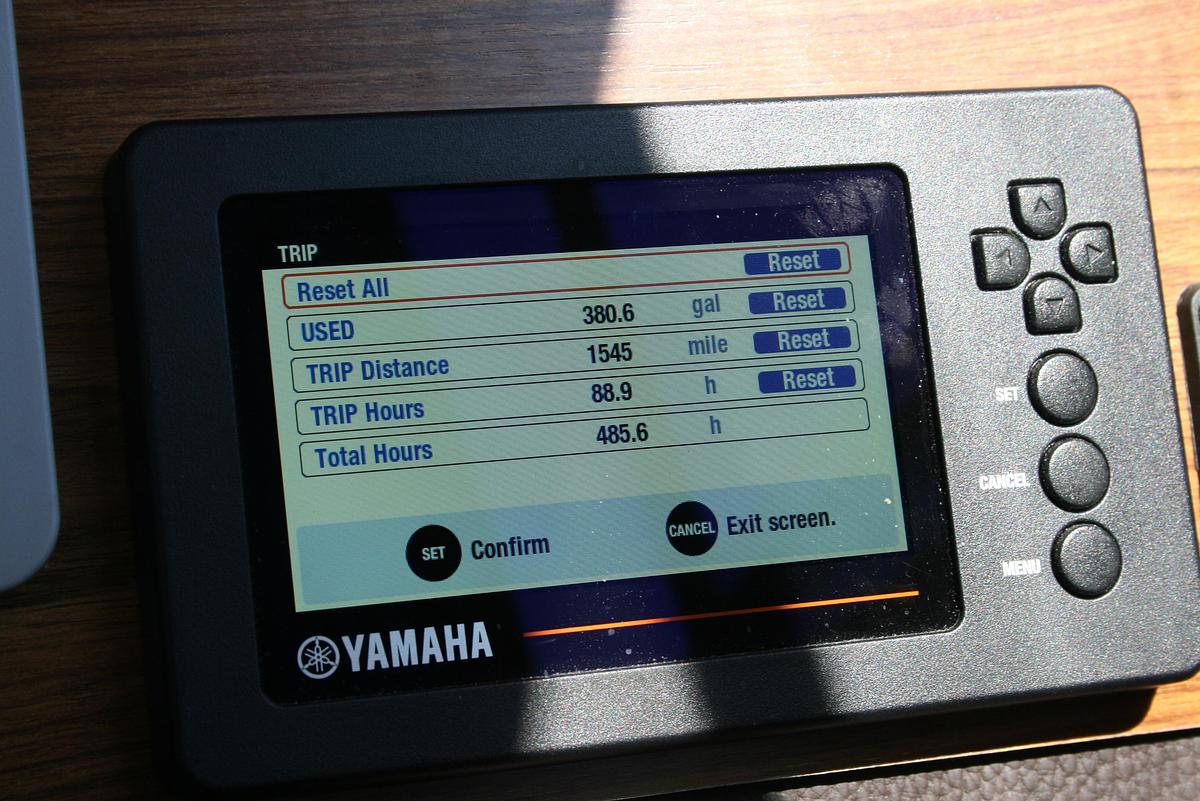 TRIP
Reset All Reset
USED 380.6 gal Reset
TRIP Distance 1545 mile Reset
TRIP Hours 88.9 h Reset
Total Hours 485.6 h
SET Confirm CANCEL Exit screen.
YAMAHA
SET
CANCEL
MENU